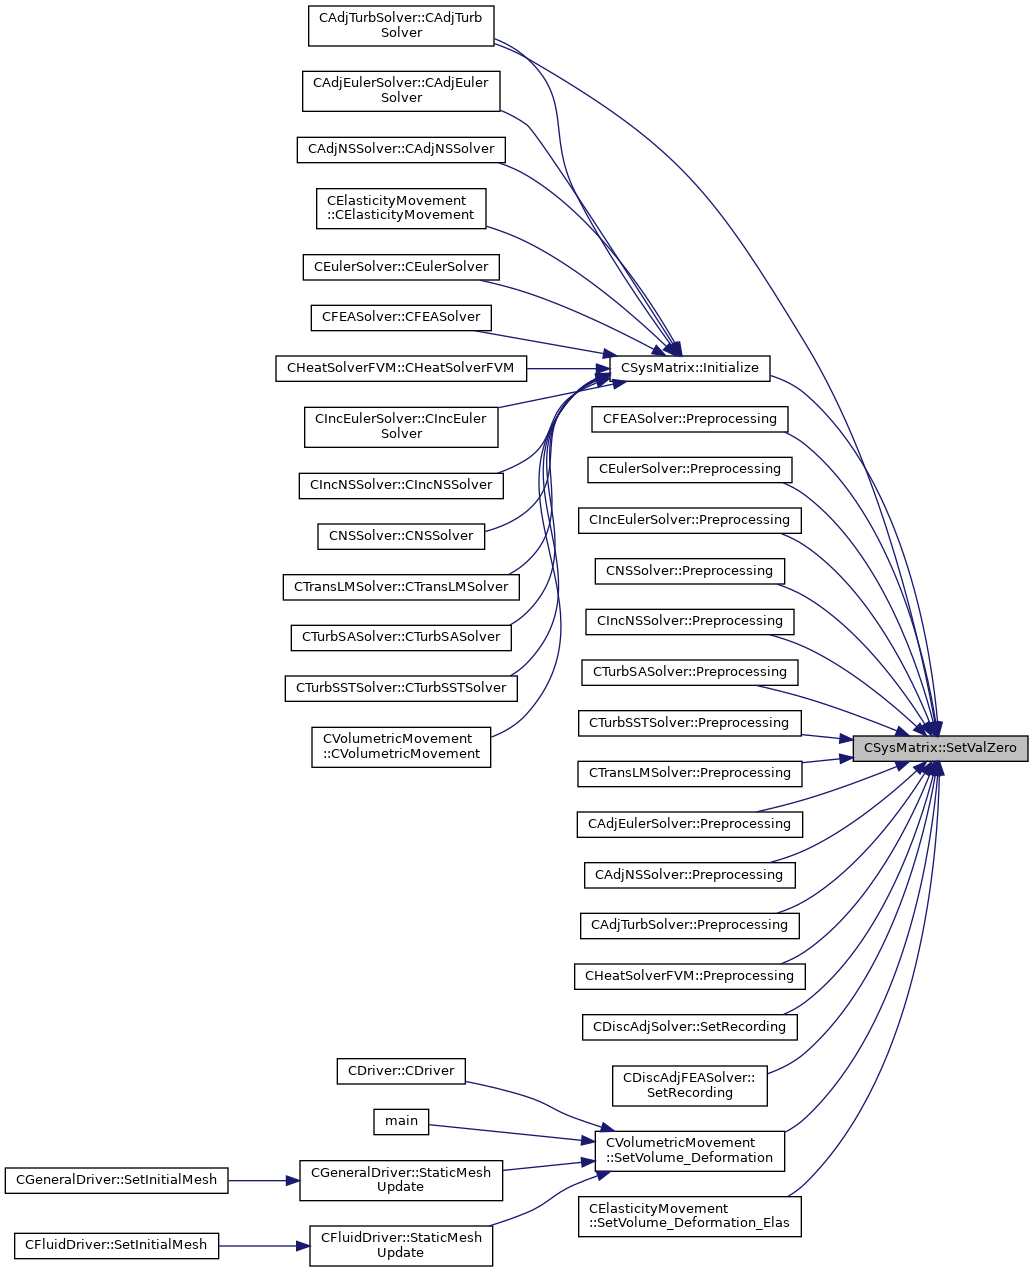 CAdjTurbSolver::CAdjTurb
Solver
CAdjEulerSolver::CAdjEuler
Solver
CAdjNSSolver::CAdjNSSolver
CElasticityMovement
::CElasticityMovement
CEulerSolver::CEulerSolver
CFEASolver::CFEASolver
CHeatSolverFVM::CHeatSolverFVM
CIncEulerSolver::CIncEuler
Solver
CIncNSSolver::CIncNSSolver
CNSSolver::CNSSolver
CTransLMSolver::CTransLMSolver
CTurbSASolver::CTurbSASolver
CTurbSSTSolver::CTurbSSTSolver
CVolumetricMovement
::CVolumetricMovement
CSysMatrix::Initialize
CFEASolver::Preprocessing
CEulerSolver::Preprocessing
CIncEulerSolver::Preprocessing
CNSSolver::Preprocessing
CIncNSSolver::Preprocessing
CTurbSASolver::Preprocessing
CTurbSSTSolver::Preprocessing
CTransLMSolver::Preprocessing
CAdjEulerSolver::Preprocessing
CAdjNSSolver::Preprocessing
CAdjTurbSolver::Preprocessing
CHeatSolverFVM::Preprocessing
CDiscAdjSolver::SetRecording
CDiscAdjFEASolver::
SetRecording
CVolumetricMovement
::SetVolume_Deformation
CElasticityMovement
::SetVolume_Deformation_Elas
CSysMatrix::SetValZero
CDriver::CDriver
main
CGeneralDriver::StaticMesh
Update
CFluidDriver::StaticMesh
Update
CGeneralDriver::SetInitialMesh
CFluidDriver::SetInitialMesh